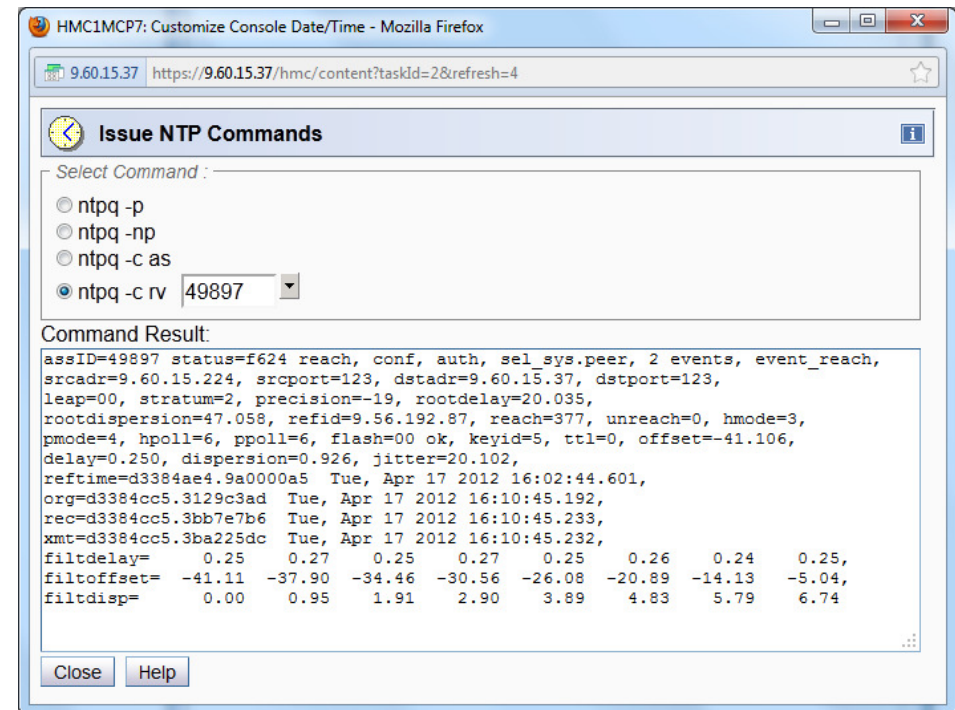 HMC1MCP7: Customize Console Date/Time - Mozilla Firefox
9.60.15.37 https://9.60.15.37/hmc/content?taskId=2&refresh=4
Issue NTP Commands
Select Command :
ntpq -p
ntpq -np
ntpq -c as
ntpq -c rv 49897
Command Result:
assID=49897 status=f624 reach, conf, auth, sel_sys.peer, 2 events, event_reach,
srcadr=9.60.15.224, srcport=123, dstadr=9.60.15.37, dstport=123,
leap=00, stratum=2, precision=-19, rootdelay=20.035,
rootdispersion=47.058, refid=9.56.192.87, reach=377, unreach=0, hmode=3,
pmode=4, hpoll=6, ppoll=6, flash=00 ok, keyid=5, ttl=0, offset=-41.106,
delay=0.250, dispersion=0.926, jitter=20.102,
reftime=d3384ae4.9a0000a5  Tue, Apr 17 2012 16:02:44.601,
org=d3384cc5.3129c3ad  Tue, Apr 17 2012 16:10:45.192,
rec=d3384cc5.3bb7e7b6  Tue, Apr 17 2012 16:10:45.233,
xmt=d3384cc5.3ba225dc  Tue, Apr 17 2012 16:10:45.232,
filtdelay=     0.25    0.27    0.25    0.27    0.25    0.26    0.24    0.25,
filtoffset=  -41.11  -37.90  -34.46  -30.56  -26.08  -20.89  -14.13   -5.04,
filtdisp=      0.00    0.95    1.91    2.90    3.89    4.83    5.79    6.74
Close Help